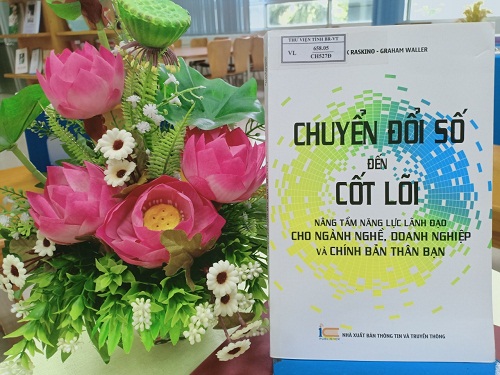 THƯ VIỆN TỈNH BR-VT
VL
658.05
CH527Đ
K RASKINO - GRAHAM WALLER
CHUYỂN ĐỔI SỐ
ĐẾN
CỐT LÕI
NÂNG TẦM NĂNG LỰC LÃNH ĐẠO
CHO NGÀNH NGHỀ, DOANH NGHIỆP
VÀ CHÍNH BẢN THÂN BẠN
NHÀ XUẤT BẢN THÔNG TIN VÀ TRUYỀN THÔNG